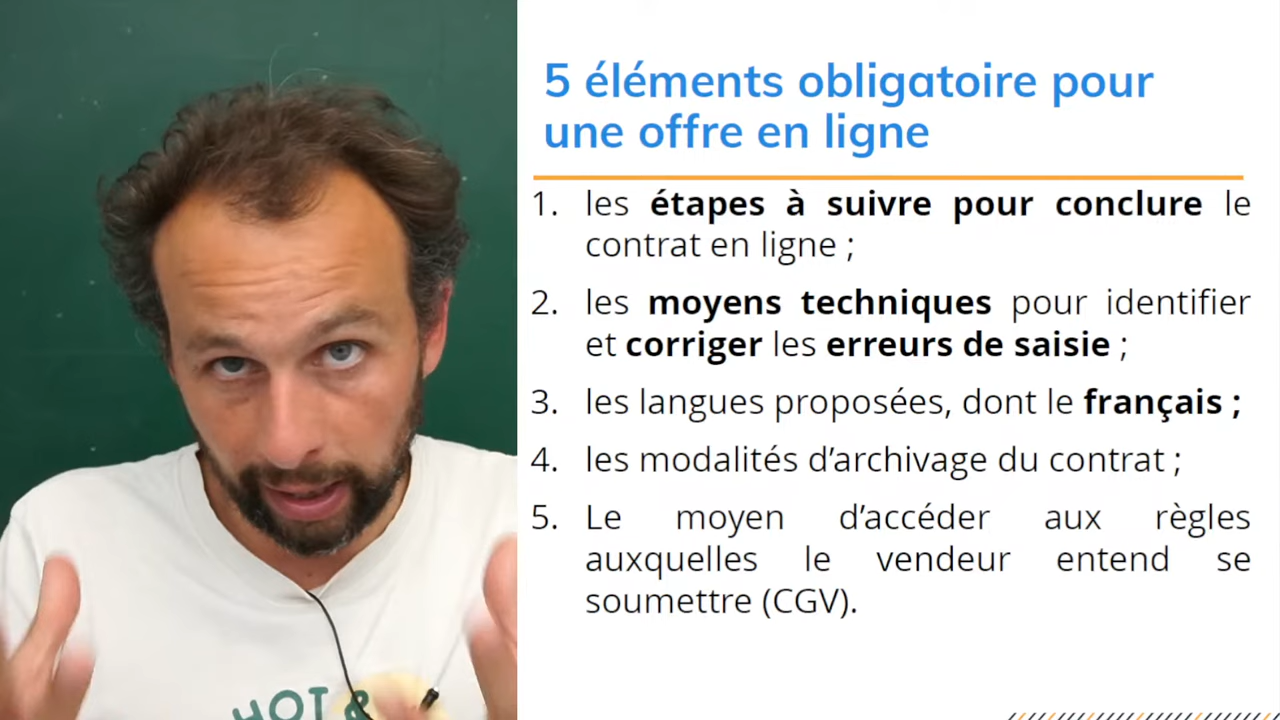 5 éléments obligatoire pour
une offre en ligne
1. les étapes à suivre pour conclure le
contrat en ligne ;
2. les moyens techniques pour identifier
et corriger les erreurs de saisie ;
3. les langues proposées, dont le français ;
4. les modalités d’archivage du contrat ;
5. Le moyen d’accéder aux règles
auxquelles le vendeur entend se
soumettre (CGV).
HOT &